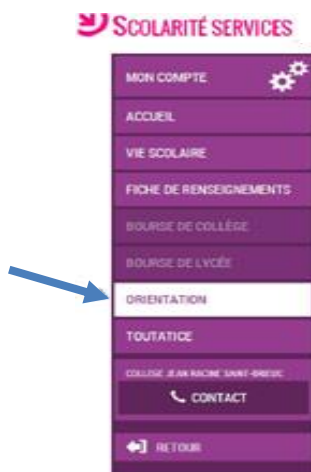 SCOLARITÉ SERVICES
MON COMPTE
ACCUEIL
VIE SCOLAIRE
FICHE DE RENSEIGNEMENTS
BOURSE DE COLLÈGE
BOURSE DE LYCÉE
ORIENTATION
TOUTATICE
COLLEGE JEAN RACINE SAINT-BRIEUC
CONTACT
RETOUR